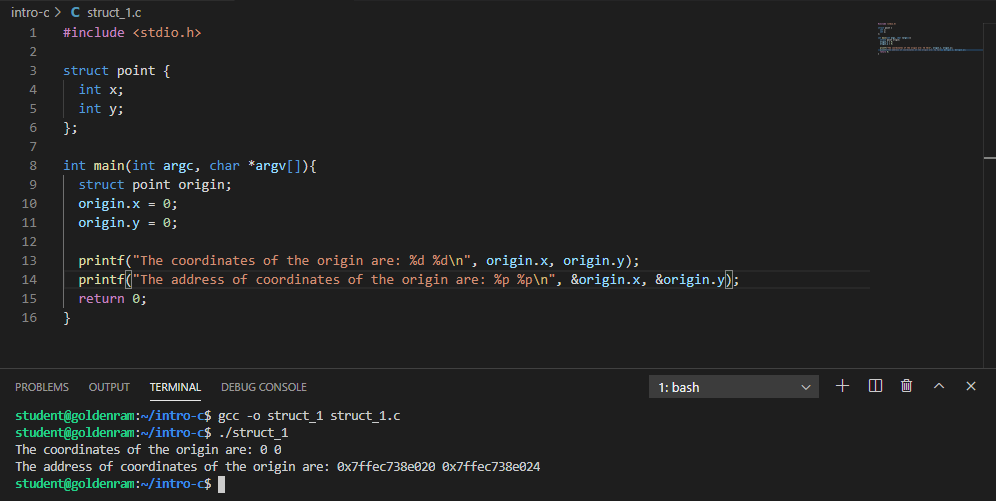 intro-c > C struct_1.c
1 #include <stdio.h>
2
3 struct point {
4   int x;
5   int y;
6 };
7
8 int main(int argc, char *argv[]){
9   struct point origin;
10   origin.x = 0;
11   origin.y = 0;
12
13   printf("The coordinates of the origin are: %d %d\n", origin.x, origin.y);
14   printf("The address of coordinates of the origin are: %p %p\n", &origin.x, &origin.y);
15   return 0;
16 }
PROBLEMS OUTPUT TERMINAL DEBUG CONSOLE 1: bash
student@goldenram:~/intro-c$ gcc -o struct_1 struct_1.c
student@goldenram:~/intro-c$ ./struct_1
The coordinates of the origin are: 0 0
The address of coordinates of the origin are: 0x7ffec738e020 0x7ffec738e024
student@goldenram:~/intro-c$